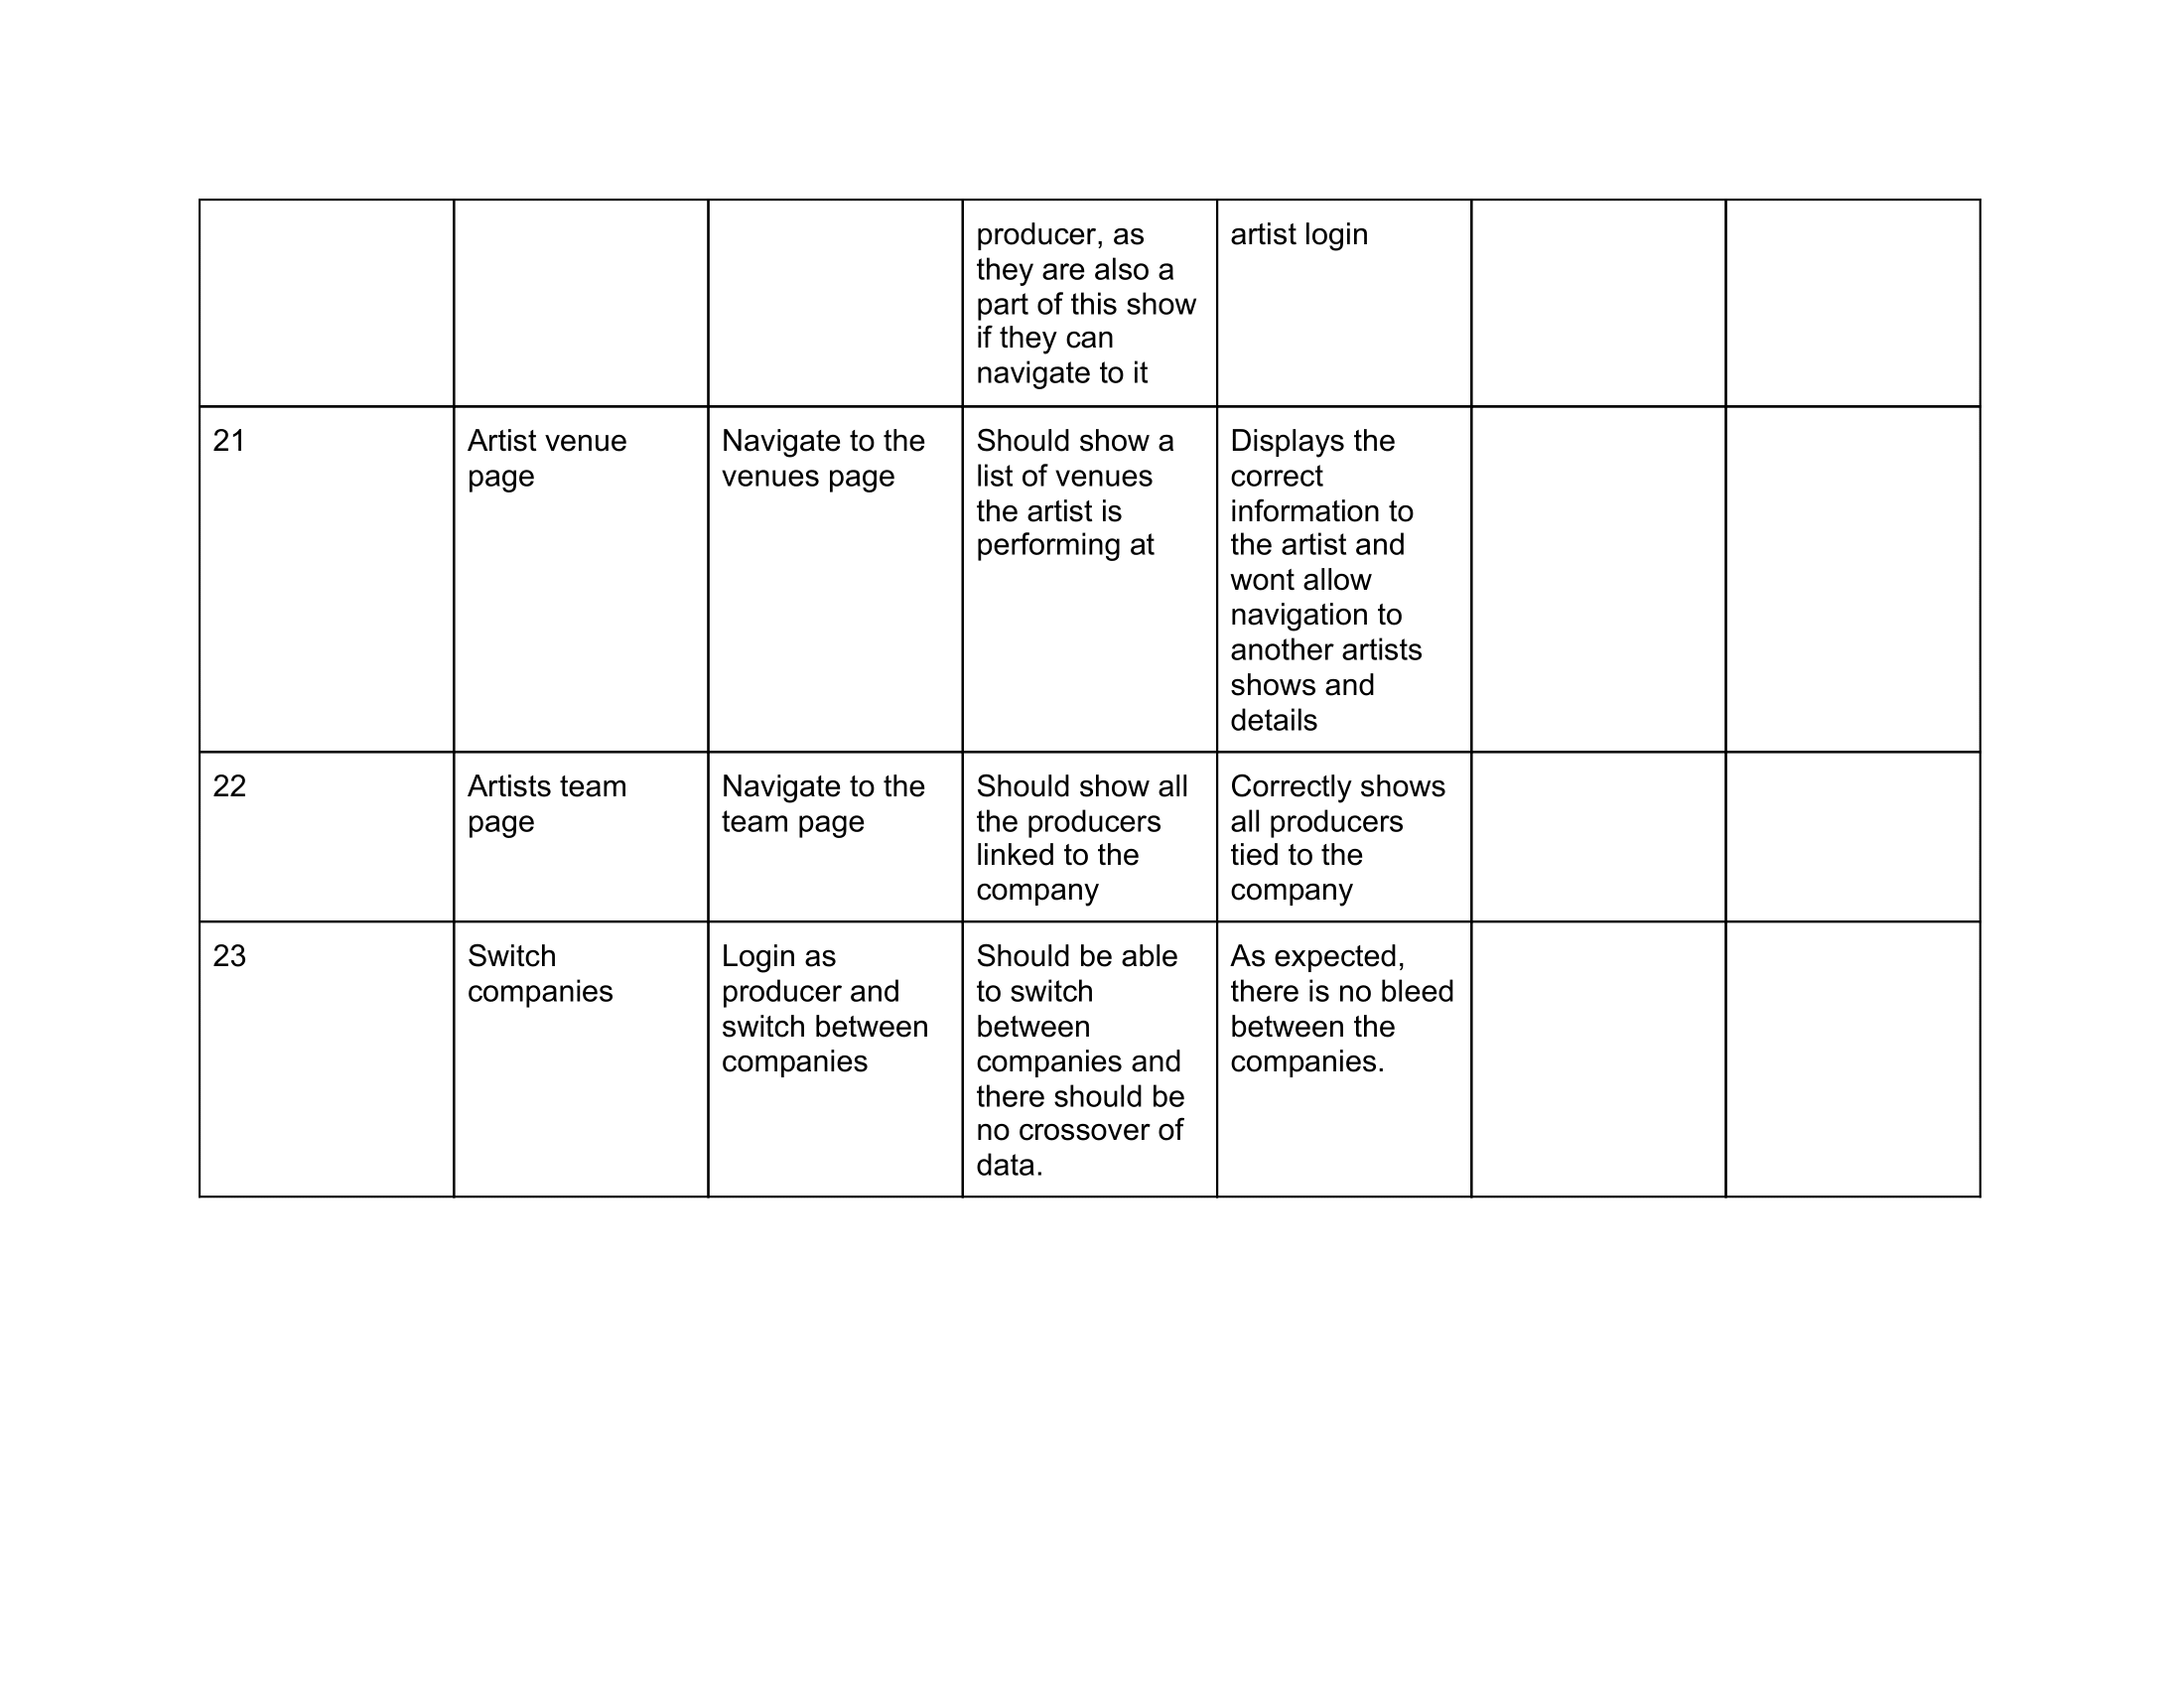 producer, as
they are also a
part of this show
if they can
navigate to it
artist login
21
Artist venue
page
Navigate to the
venues page
Should show a
list of venues
the artist is
performing at
Displays the
correct
information to
the artist and
wont allow
navigation to
another artists
shows and
details
22
Artists team
page
Navigate to the
team page
Should show all
the producers
linked to the
company
Correctly shows
all producers
tied to the
company
23
Switch
companies
Login as
producer and
switch between
companies
Should be able
to switch
between
companies and
there should be
no crossover of
data.
As expected,
there is no bleed
between the
companies.